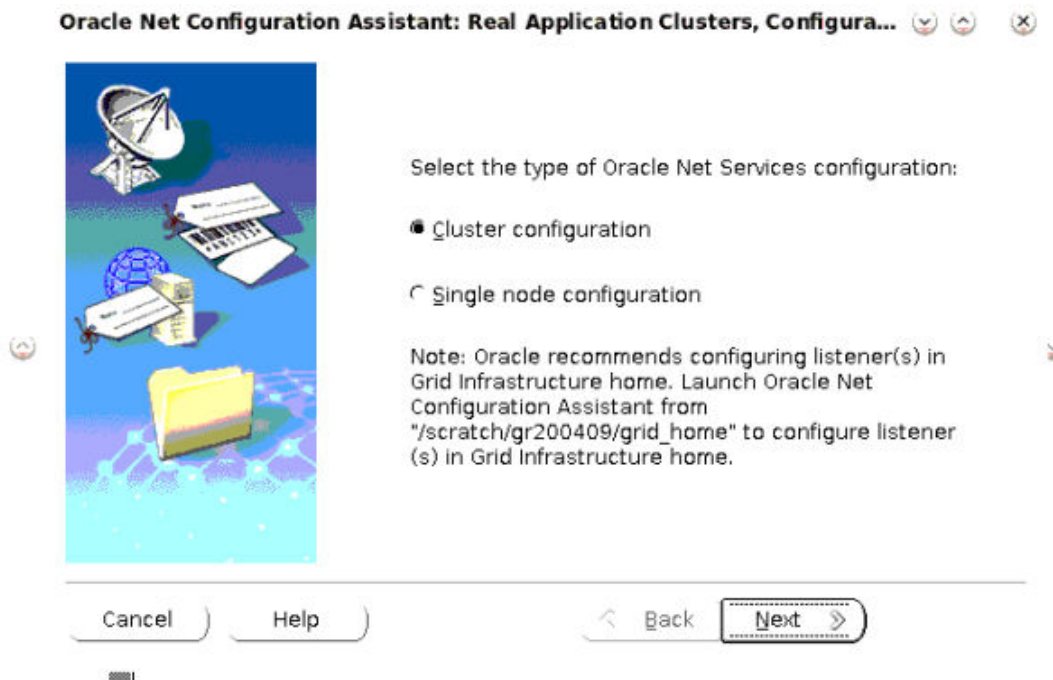 Oracle Net Configuration Assistant: Real Application Clusters, Configura...
Select the type of Oracle Net Services configuration:
Cluster configuration
Single node configuration
Note: Oracle recommends configuring listener(s) in
Grid Infrastructure home. Launch Oracle Net
Configuration Assistant from
"/scratch/gr200409/grid_home" to configure listener
(s) in Grid Infrastructure home.
Cancel
Help
Back
Next